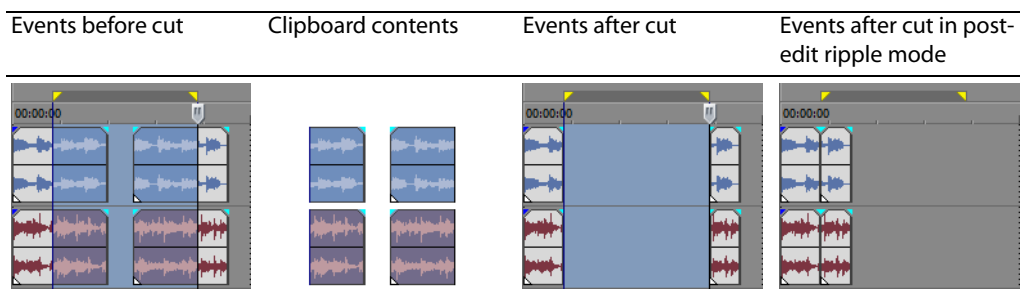 Events before cut
Clipboard contents
Events after cut
Events after cut in post-
edit ripple mode
00:00:00
00:00:00
00:00:00